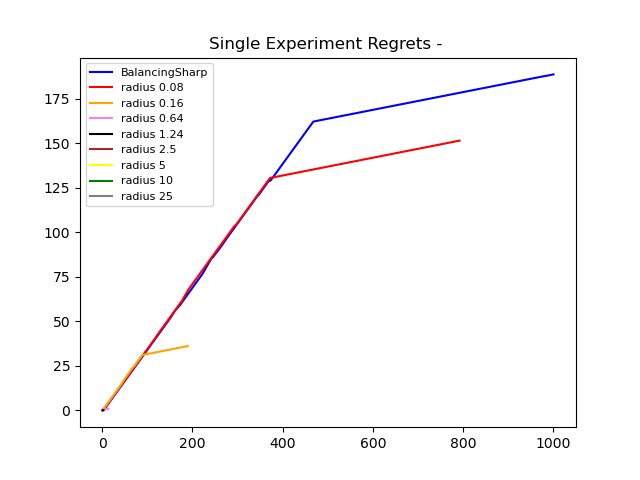 Single Experiment Regrets -
BalancingSharp
radius 0.08
radius 0.16
radius 0.64
radius 1.24
radius 2.5
radius 5
radius 10
radius 25
175
150
125
100
75
50
25
0
0 200 400 600 800 1000